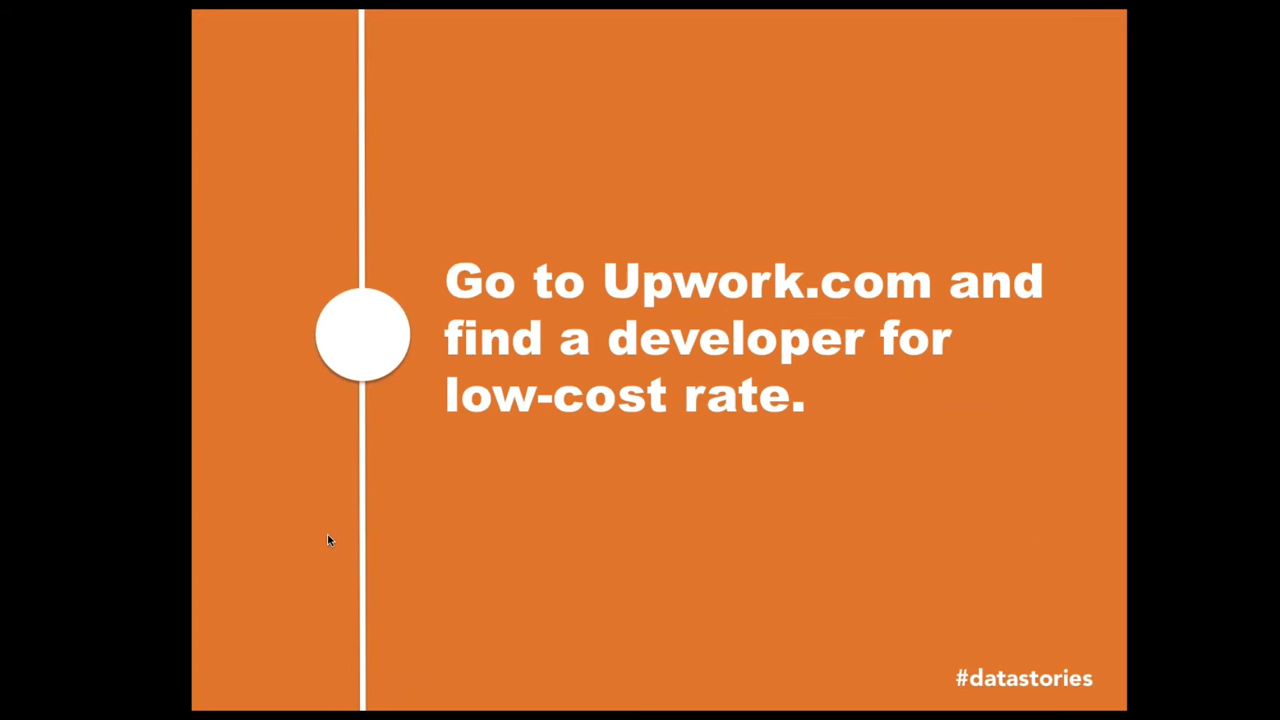 Go to Upwork.com and
find a developer for
low-cost rate.
#datastories